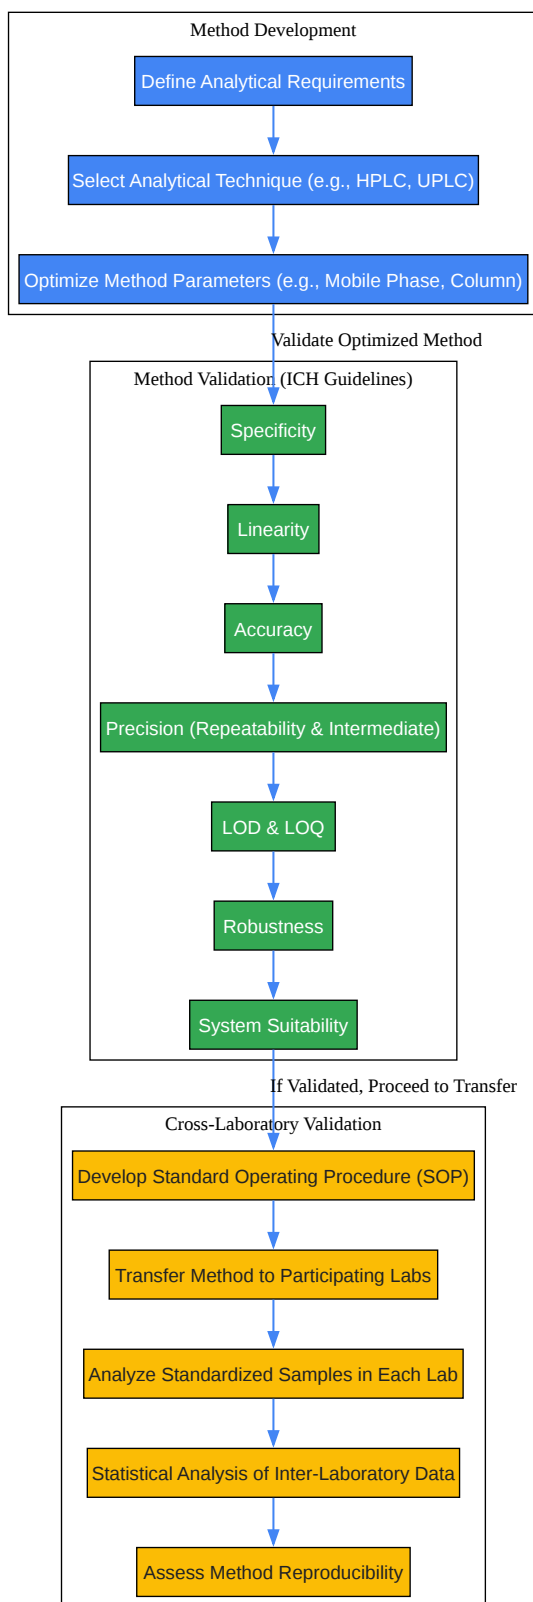 Method Development
Define Analytical Requirements
Select Analytical Technique (e.g., HPLC, UPLC)
Optimize Method Parameters (e.g., Mobile Phase, Column)
Validate Optimized Method
Method Validation (ICH Guidelines)
Specificity
Linearity
Accuracy
Precision (Repeatability & Intermediate)
LOD & LOQ
Robustness
System Suitability
If Validated, Proceed to Transfer
Cross-Laboratory Validation
Develop Standard Operating Procedure (SOP)
Transfer Method to Participating Labs
Analyze Standardized Samples in Each Lab
Statistical Analysis of Inter-Laboratory Data
Assess Method Reproducibility